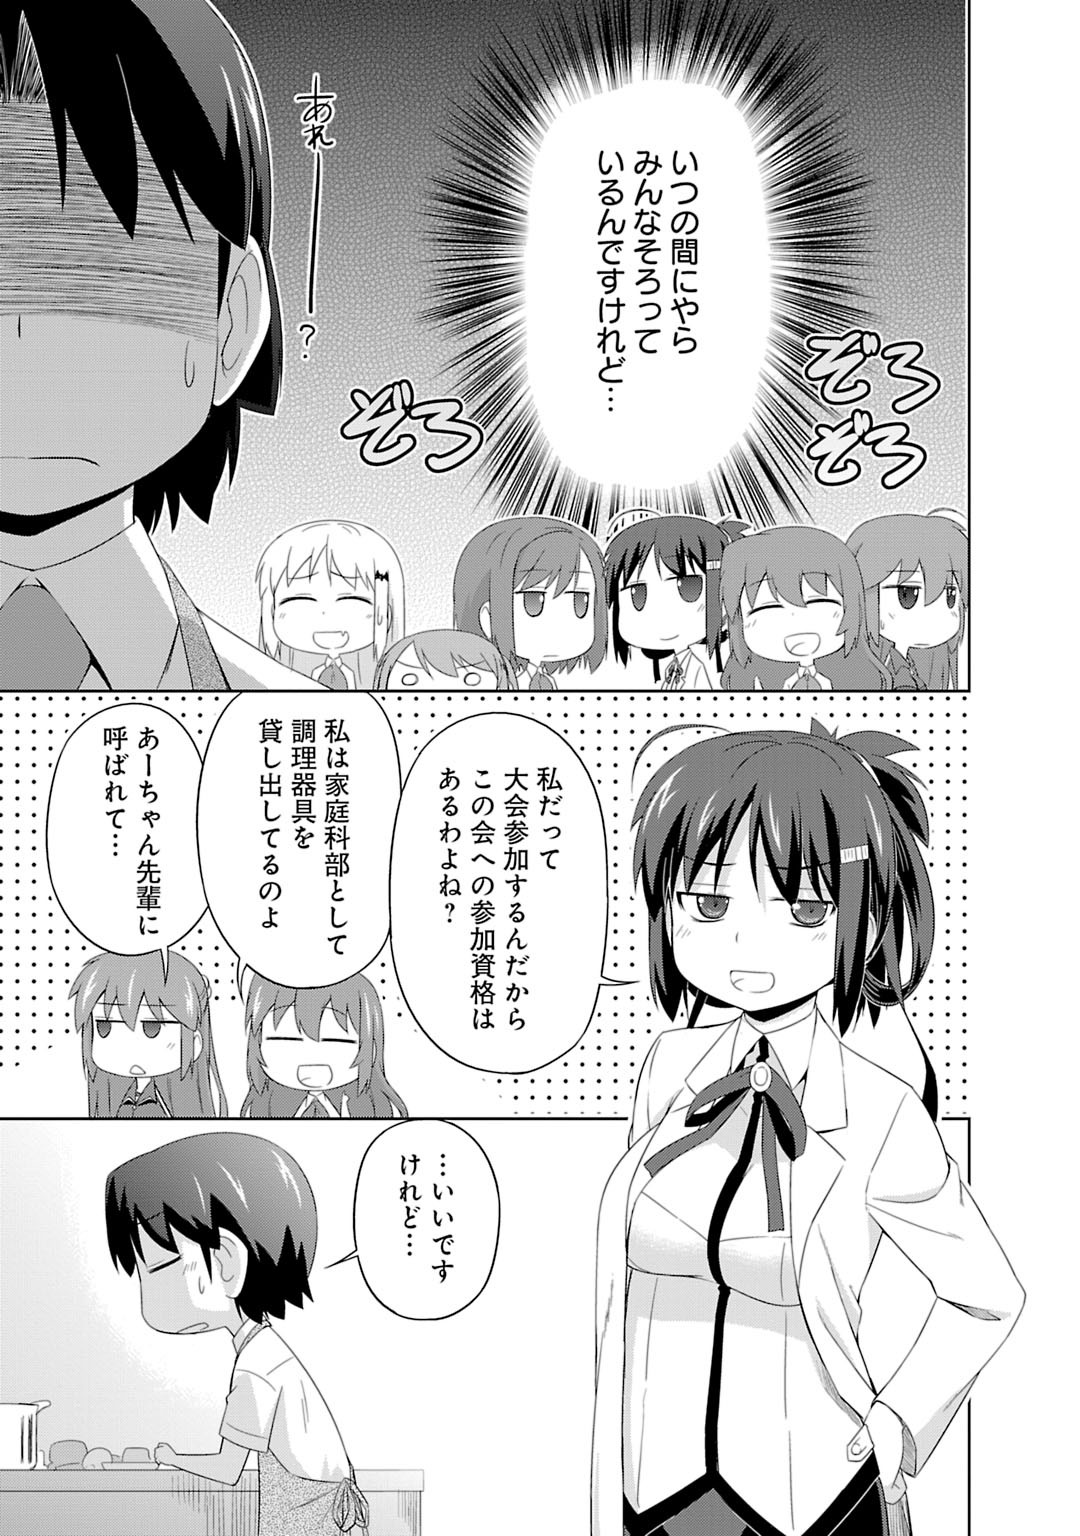 いつの間にやら
みんなそろって
いるんですけれど…
ぞろ
ぞろ
あれー
?
ぞろ
私だって
大会参加するんだから
この会への参加資格は
あるわよね?
私は家庭科部として
調理器具を
貸し出してるのよ
あーちゃん先輩に
呼ばれて…
…いいです
けれど…